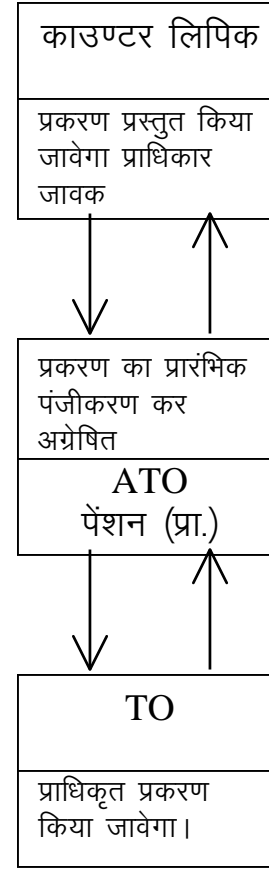 काउण्टर लिपिक
प्रकरण प्रस्तुत किया
जावेगा प्राधिकार
जावक
प्रकरण का प्रारंभिक
पंजीकरण कर
अग्रेषित
ATO
पेंशन (प्रा.)
TO
प्राधिकृत प्रकरण
किया जावेगा।